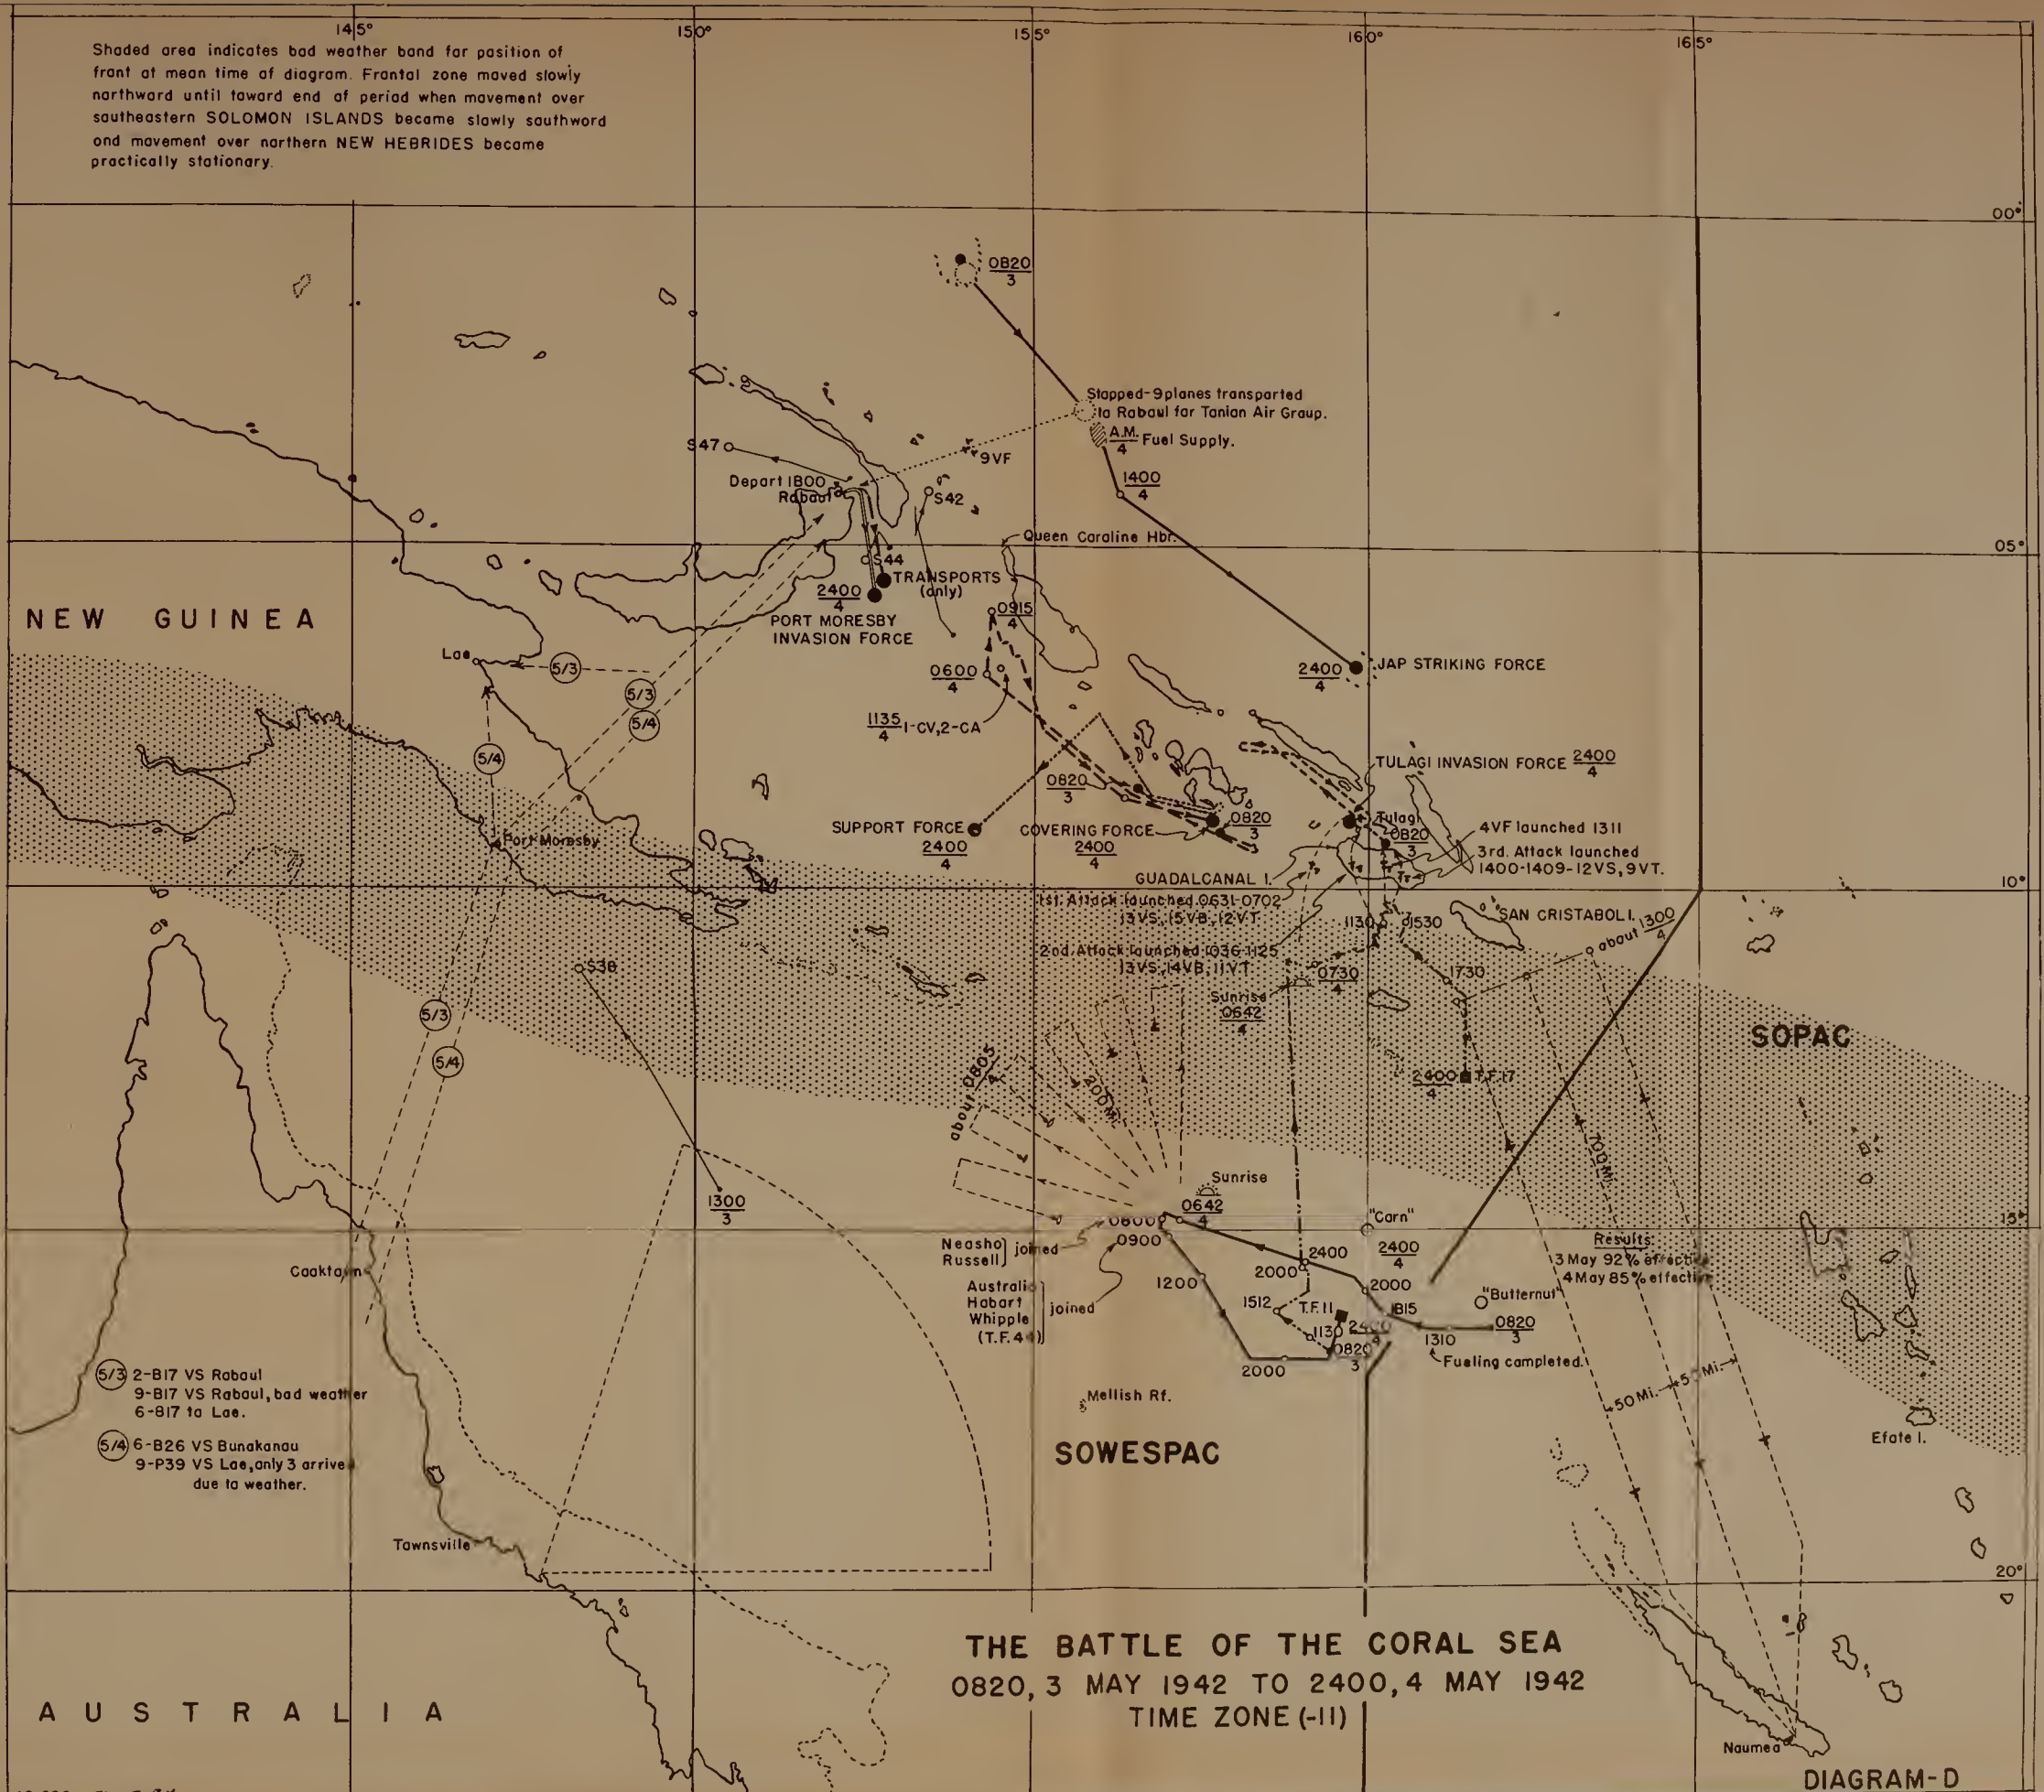 145°
150°
155°
160°
165°
Shaded area indicates bad weather band for position of
front at mean time of diagram. Frontal zone moved slowly
northward until toward end of period when movement over
southeastern SOLOMON ISLANDS became slowly southword
ond movement over northern NEW HEBRIDES became
practically stationary.
00°
0820
3
Stopped-9planes transported
to Rabaul for Tanian Air Group.
A.M.
4
Fuel Supply.
S47
9VF
Depart 1800
Rabaul
S42
1400
4
Queen Caroline Hbr.
05°
S44
TRANSPORTS
(only)
2400
4
PORT MORESBY
INVASION FORCE
NEW GUINEA
0915
4
Lae
5/3
5/3
5/4
0600
4
2400
4
JAP STRIKING FORCE
1135
4
1-CV, 2-CA
5/4
TULAGI INVASION FORCE 2400
4
0820
3
SUPPORT FORCE
2400
4
COVERING FORCE
2400
4
0820
3
Tulagi
0820
3
4VF launched 1311
3rd. Attack launched
1400-1409-12VS, 9VT.
Port Moresby
GUADALCANAL I.
10°
1st. Attack launched 0631-0702
13VS, 15VB, 12VT
1130
1530
SAN CRISTABOL I.
about 1300
4
2nd. Attack launched 1036-1125
13VS, 14VB, 11VT
0730
4
1730
S38
Sunrise
0642
4
5/3
5/4
SOPAC
about 0805
4
200 Mi.
2400
4
T.F.17
700 Mi.
1300
3
Sunrise
0642
4
0800
0900
"Corn"
2400
4
15°
Neosho
Russell
joined
Results:
3 May 92% effective
4 May 85% effective
Cooktown
2400
2000
1200
2000
Australia
Hobart
Whipple
(T.F.44)
joined
1512
T.F.11
1815
"Butternut"
1130
2400
4
0820
3
1310
0820
3
2000
Fueling completed.
50 Mi.
50 Mi.
5/3 2-B17 VS Rabaul
9-B17 VS Rabaul, bad weather
6-B17 to Lae.
Mellish Rf.
Efate I.
5/4 6-B26 VS Bunakanau
9-P39 VS Lae, only 3 arrive
due to weather.
SOWESPAC
Townsville
20°
THE BATTLE OF THE CORAL SEA
0820, 3 MAY 1942 TO 2400, 4 MAY 1942
TIME ZONE (-11)
AUSTRALIA
Noumea
DIAGRAM-D